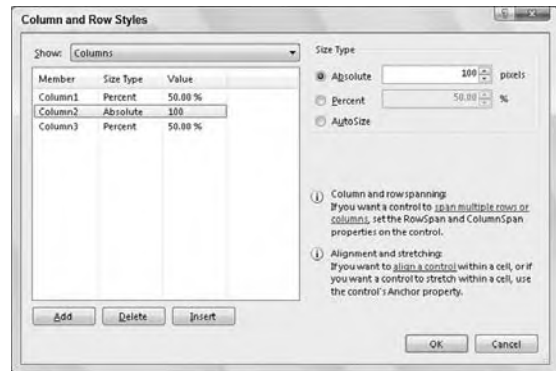 Column and Row Styles
Show: Columns
Member Size Type Value
Column1 Percent 50.00 %
Column2 Absolute 100
Column3 Percent 50.00 %
Add Delete Insert
Size Type
Absolute 100 pixels
Percent 50.00 %
AutoSize
Column and row spanning:
If you want a control to span multiple rows or
columns, set the RowSpan and ColumnSpan
properties on the control.
Alignment and stretching:
If you want to align a control within a cell, or if
you want a control to stretch within a cell, use
the control's Anchor property.
OK Cancel